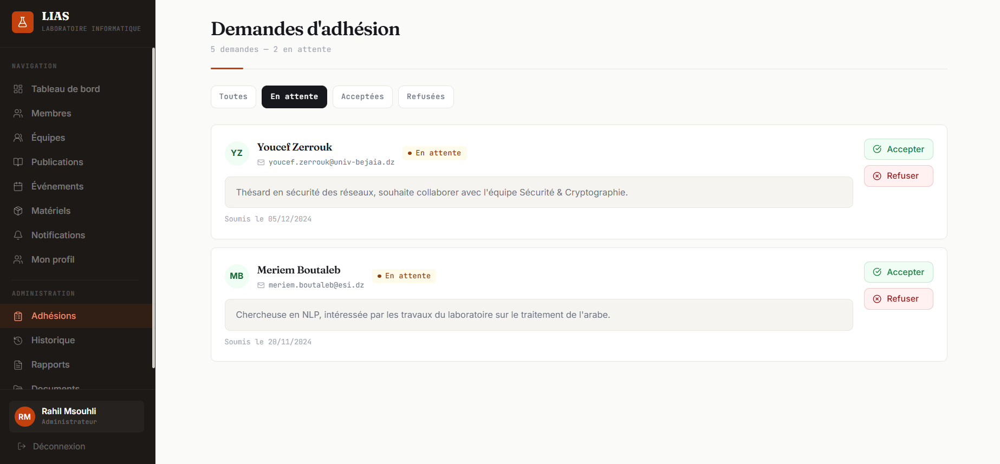 LIAS
LABORATOIRE INFORMATIQUE
NAVIGATION
Tableau de bord
Membres
Équipes
Publications
Événements
Matériels
Notifications
Mon profil
ADMINISTRATION
Adhésions
Historique
Rapports
Documents
RM
Rahil Msouhli
Administrateur
Déconnexion
Demandes d'adhésion
5 demandes — 2 en attente
Toutes
En attente
Acceptées
Refusées
YZ
Youcef Zerrouk
youcef.zerrouk@univ-bejaia.dz
En attente
Thésard en sécurité des réseaux, souhaite collaborer avec l'équipe Sécurité & Cryptographie.
Soumis le 05/12/2024
Accepter
Refuser
MB
Meriem Boutaleb
meriem.boutaleb@esi.dz
En attente
Chercheuse en NLP, intéressée par les travaux du laboratoire sur le traitement de l'arabe.
Soumis le 20/11/2024
Accepter
Refuser